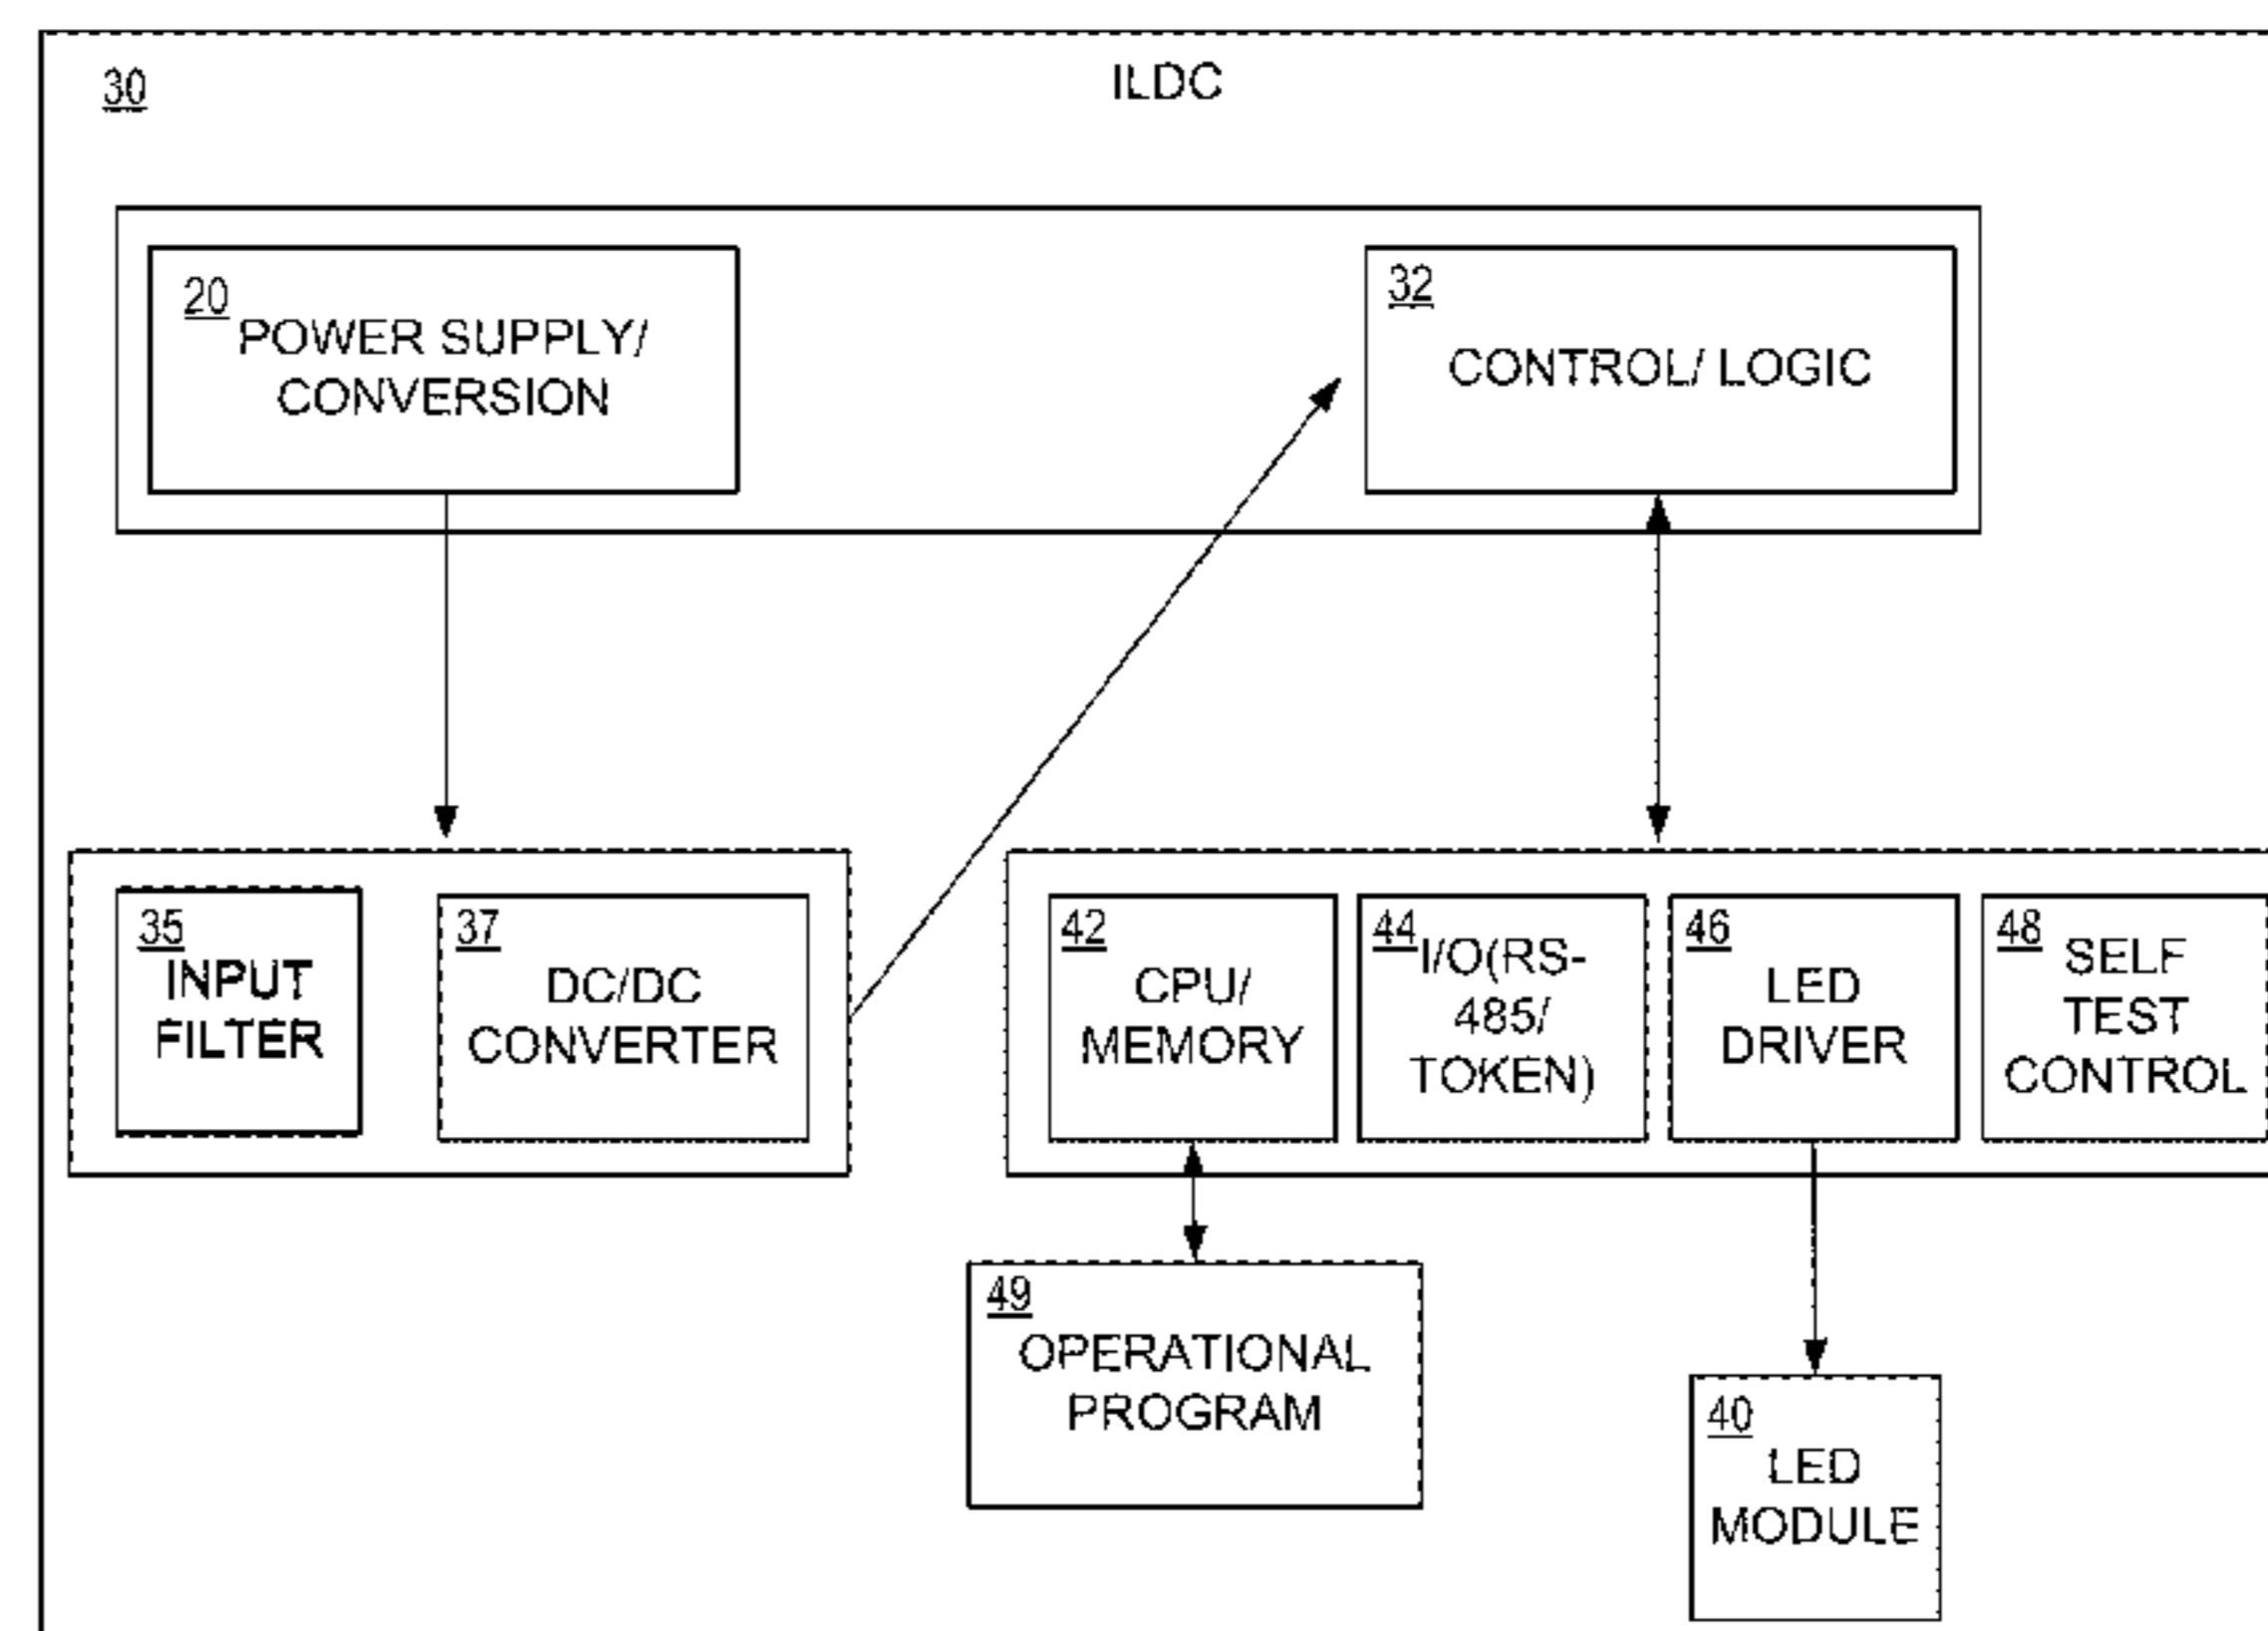 30
ILDC
20
POWER SUPPLY/
CONVERSION
32
CONTROL/ LOGIC
35
INPUT
FILTER
37
DC/DC
CONVERTER
42
CPU/
MEMORY
44
I/O(RS-
485/
TOKEN)
46
LED
DRIVER
48
SELF
TEST
CONTROL
49
OPERATIONAL
PROGRAM
40
LED
MODULE